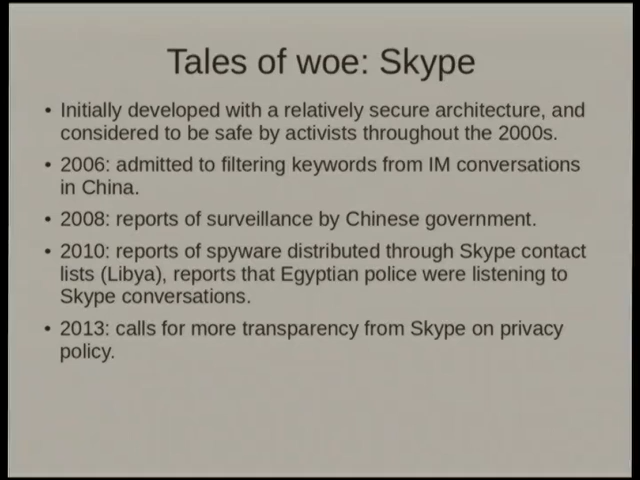 Tales of woe: Skype
• Initially developed with a relatively secure architecture, and
considered to be safe by activists throughout the 2000s.
• 2006: admitted to filtering keywords from IM conversations
in China.
• 2008: reports of surveillance by Chinese government.
• 2010: reports of spyware distributed through Skype contact
lists (Libya), reports that Egyptian police were listening to
Skype conversations.
• 2013: calls for more transparency from Skype on privacy
policy.